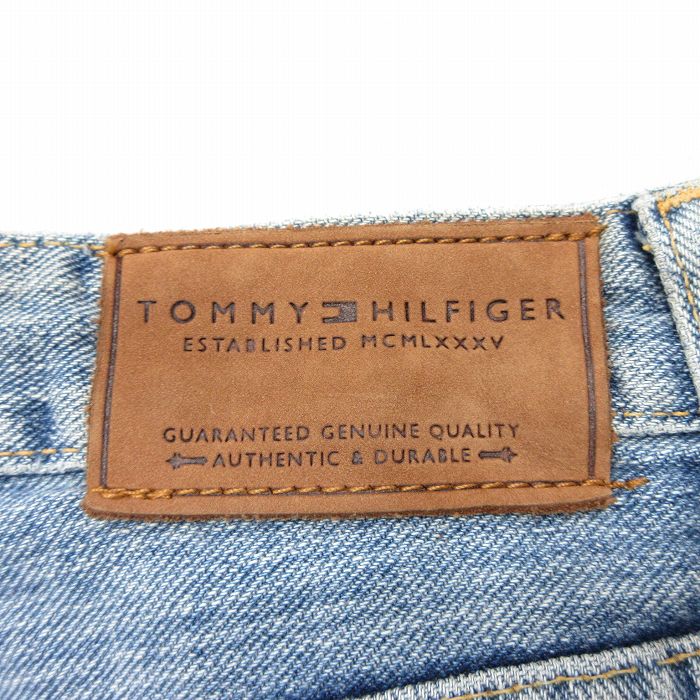 TOMMY HILFIGER
ESTABLISHED MCMLXXXV
GUARANTEED GENUINE QUALITY
AUTHENTIC & DURABLE